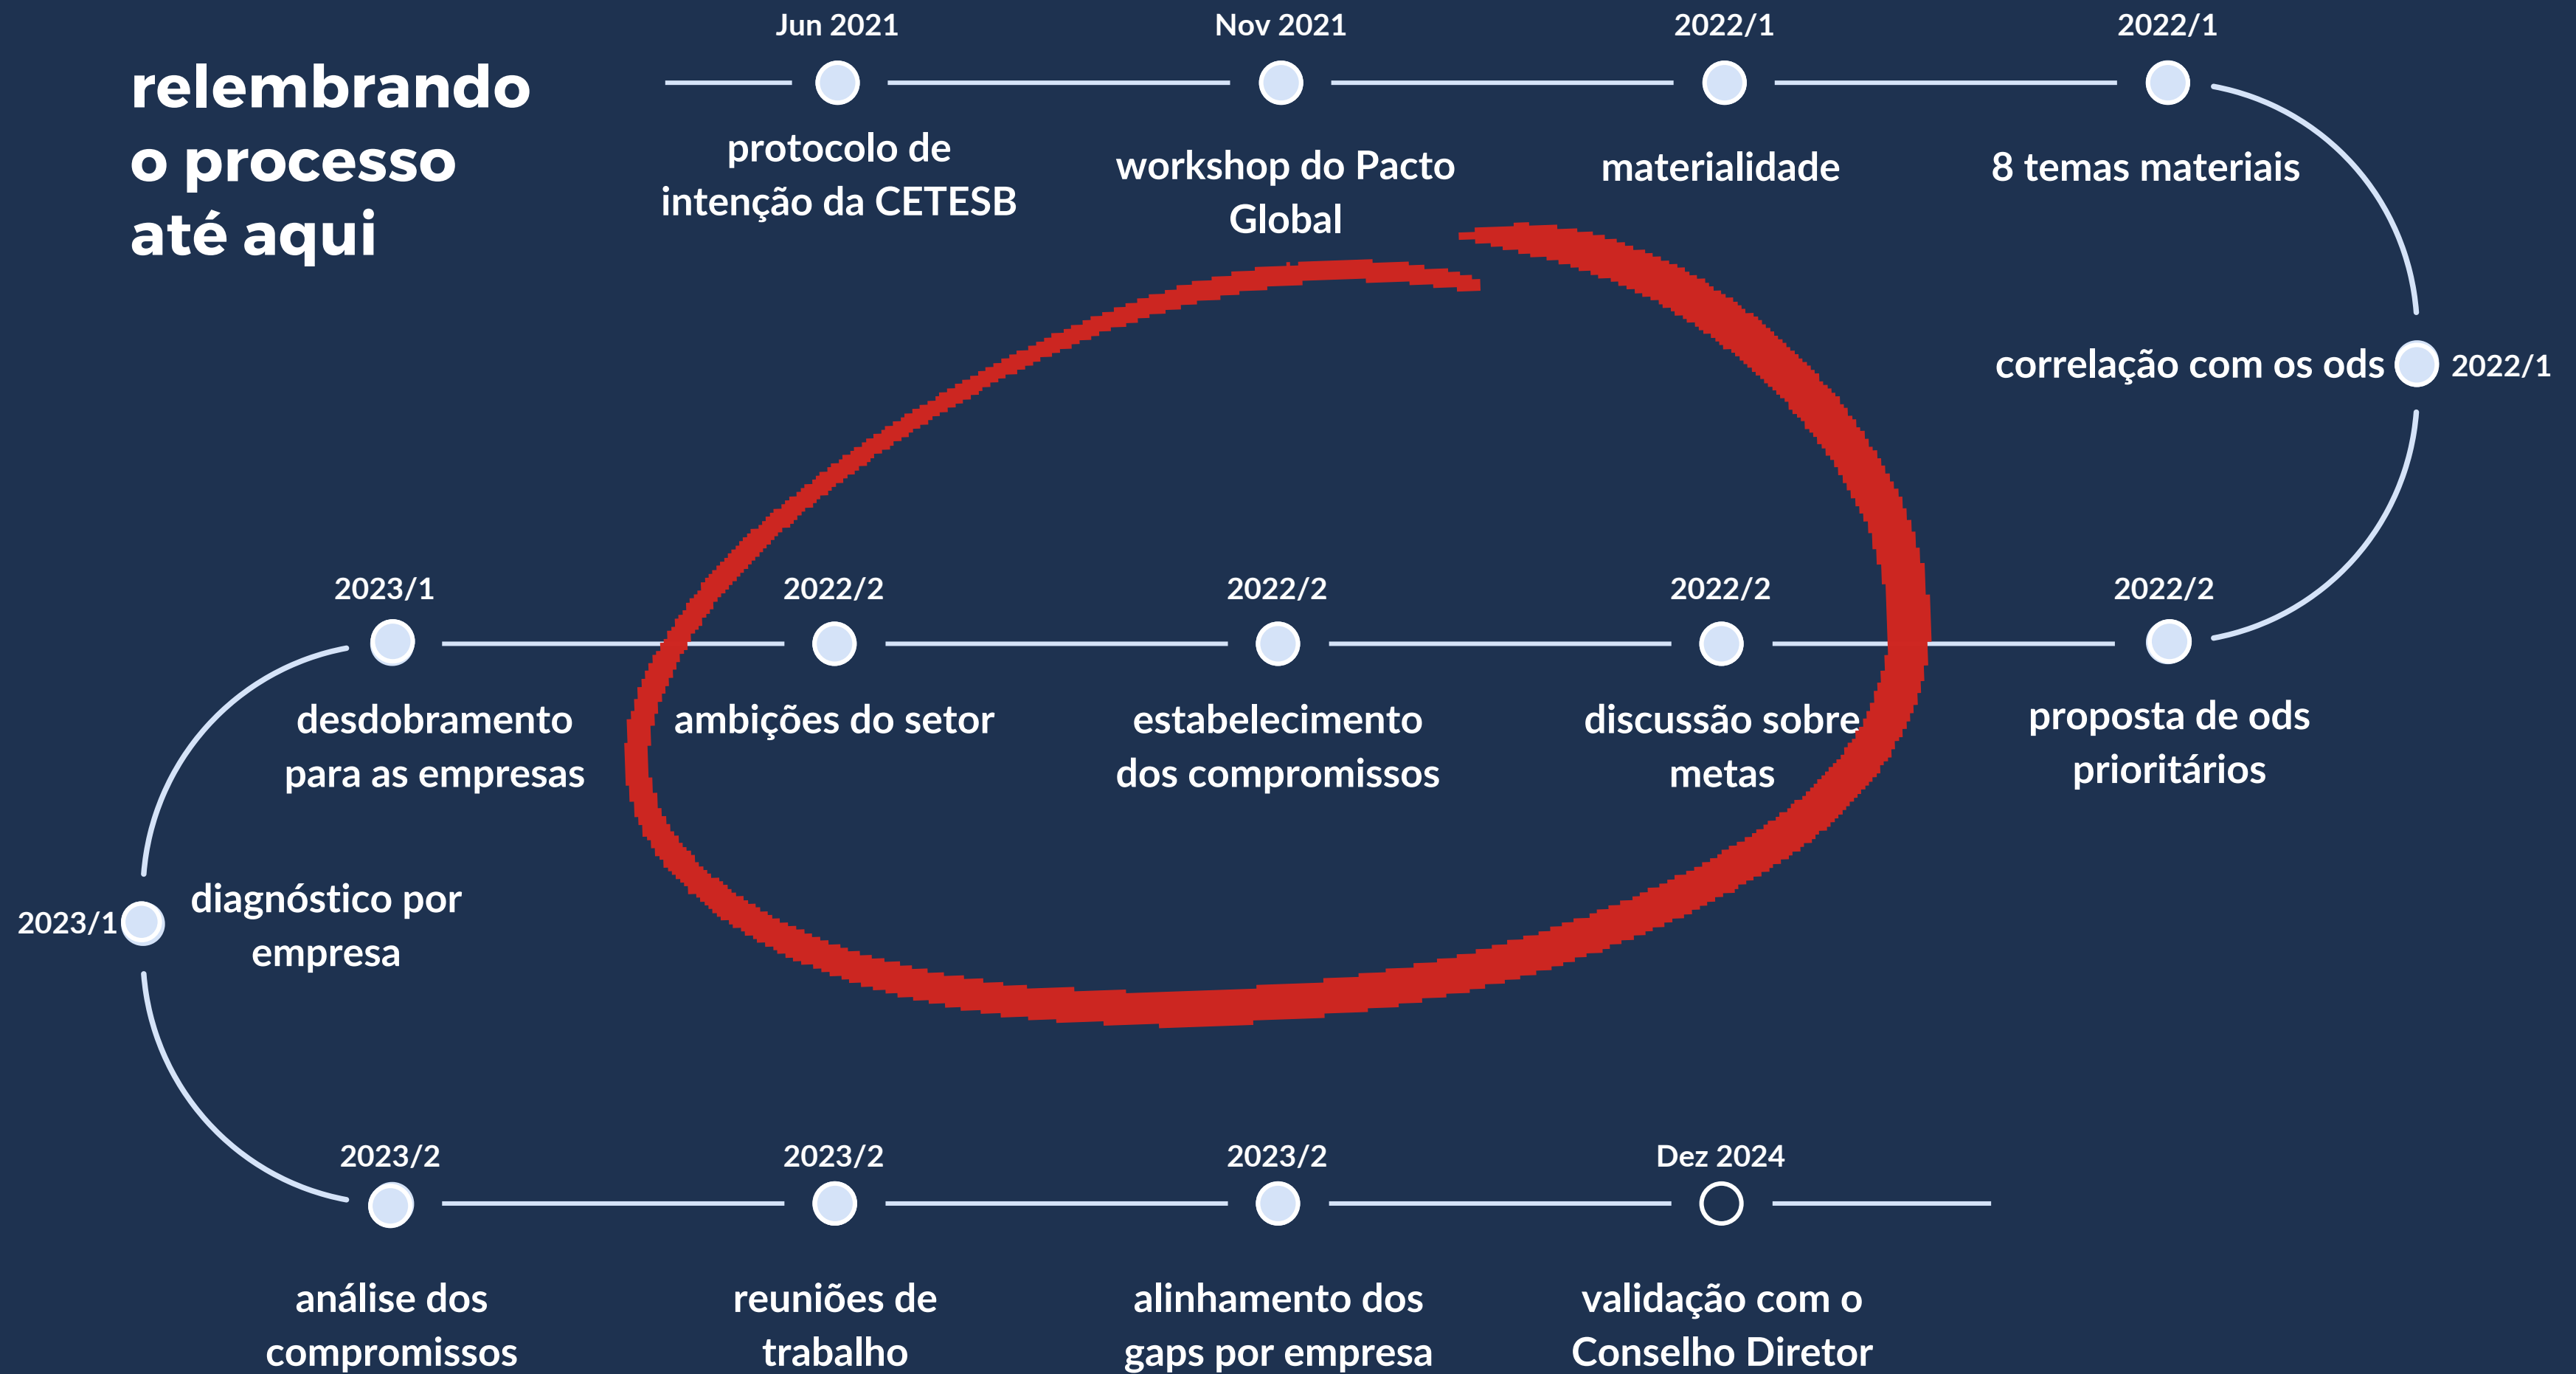 relembrando
o processo
até aqui
Jun 2021
protocolo de
intenção da CETESB
Nov 2021
workshop do Pacto
Global
2022/1
materialidade
2022/1
8 temas materiais
correlação com os ods
2022/1
2022/2
proposta de ods
prioritários
2022/2
discussão sobre
metas
2022/2
estabelecimento
dos compromissos
2022/2
ambições do setor
2023/1
desdobramento
para as empresas
2023/1
diagnóstico por
empresa
2023/2
análise dos
compromissos
2023/2
reuniões de
trabalho
2023/2
alinhamento dos
gaps por empresa
Dez 2024
validação com o
Conselho Diretor